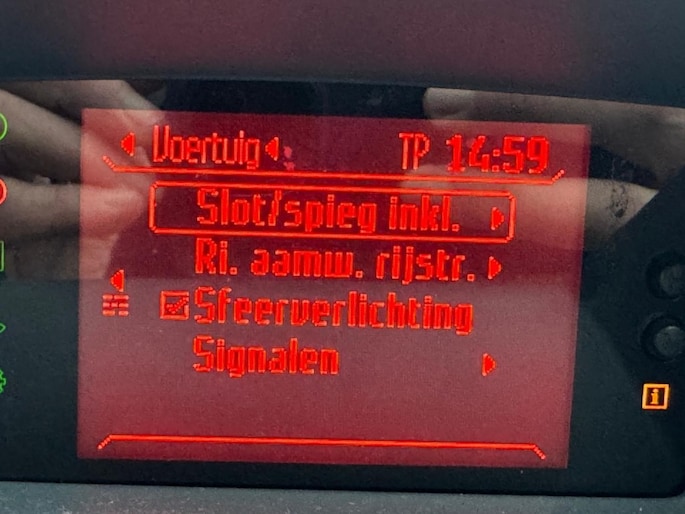 Voertuig TP 14:59
Slot/spieg inkl.
Ri. aamw. rijstr.
Sfeerverlichting
Signalen
i